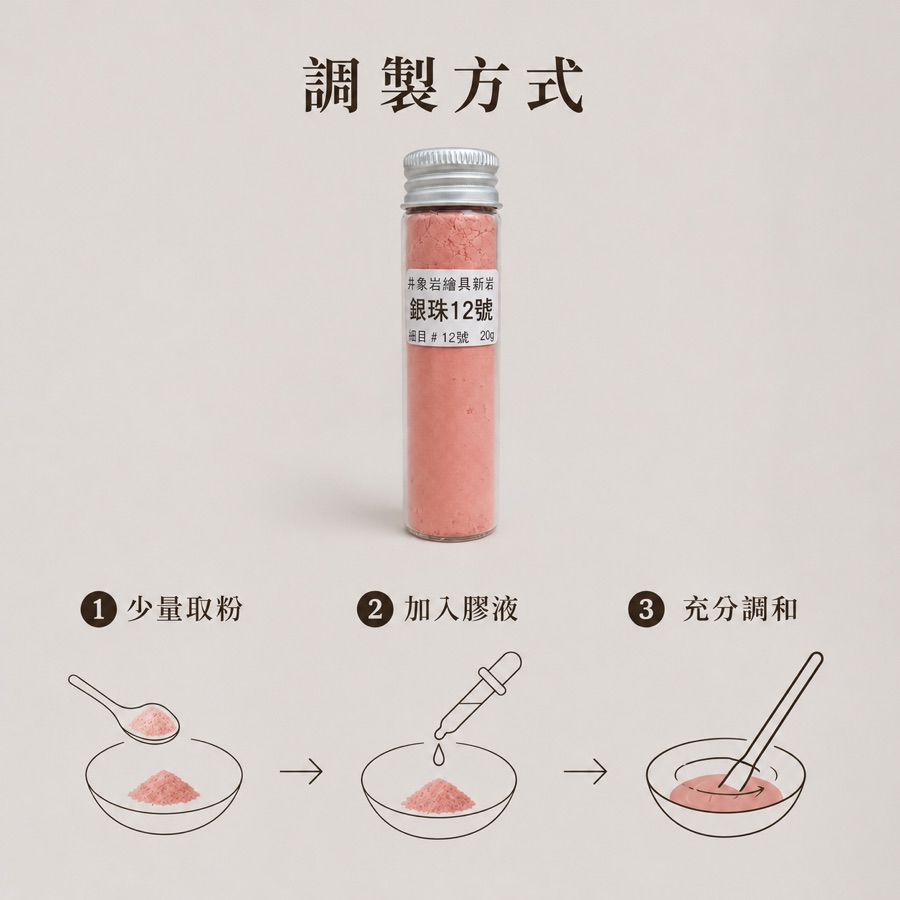 調製方式
井象岩繪具新岩
銀珠12號
細目 # 12號 20g
1 少量取粉
2 加入膠液
3 充分調和